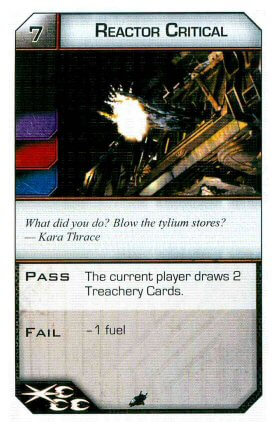 7
REACTOR CRITICAL
What did you do? Blow the tylium stores?
— Kara Thrace
PASS The current player draws 2
Treachery Cards.
FAIL -1 fuel